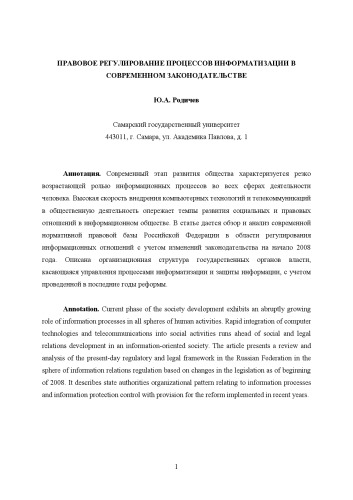 ПРАВОВОЕ РЕГУЛИРОВАНИЕ ПРОЦЕССОВ ИНФОРМАТИЗАЦИИ В
СОВРЕМЕННОМ ЗАКОНОДАТЕЛЬСТВЕ
Ю.А. Родичев
Самарский государственный университет
443011, г. Самара, ул. Академика Павлова, д. 1
Аннотация. Современный этап развития общества характеризуется резко
возрастающей ролью информационных процессов во всех сферах деятельности
человека. Высокая скорость внедрения компьютерных технологий и телекоммуникаций
в общественную деятельность опережает темпы развития социальных и правовых
отношений в информационном обществе. В статье дается обзор и анализ современной
нормативной правовой базы Российской Федерации в области регулирования
информационных отношений с учетом изменений законодательства на начало 2008
года. Описана организационная структура государственных органов власти,
касающаяся управления процессами информатизации и защиты информации, с учетом
проведенной в последние годы реформы.
Annotation. Current phase of the society development exhibits an abruptly growing
role of information processes in all spheres of human activities. Rapid integration of computer
technologies and telecommunications into social activities runs ahead of social and legal
relations development in an information-oriented society. The article presents a review and
analysis of the present-day regulatory and legal framework in the Russian Federation in the
sphere of information relations regulation based on changes in the legislation as of beginning
of 2008. It describes state authorities organizational pattern relating to information processes
and information protection control with provision for the reform implemented in recent years.
1